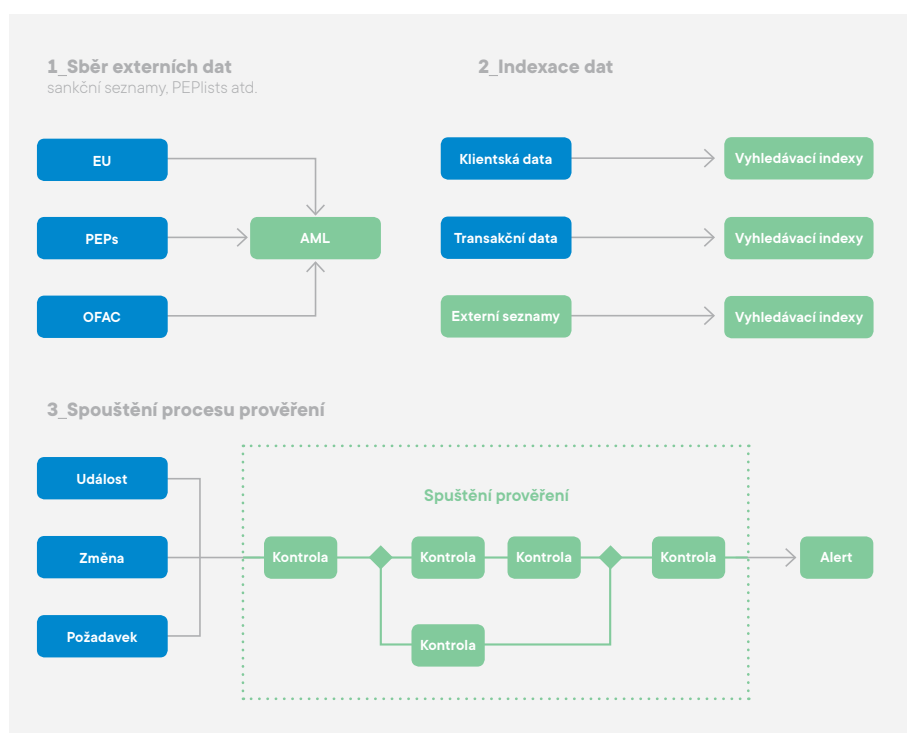 1_Sběr externích dat
sankční seznamy, PEPlists atd.
EU
PEPs
AML
OFAC
2_Indexace dat
Klientská data
Vyhledávací indexy
Transakční data
Vyhledávací indexy
Externí seznamy
Vyhledávací indexy
3_Spouštění procesu prověření
Událost
Změna
Požadavek
Spuštění prověření
Kontrola
Kontrola
Kontrola
Kontrola
Kontrola
Alert